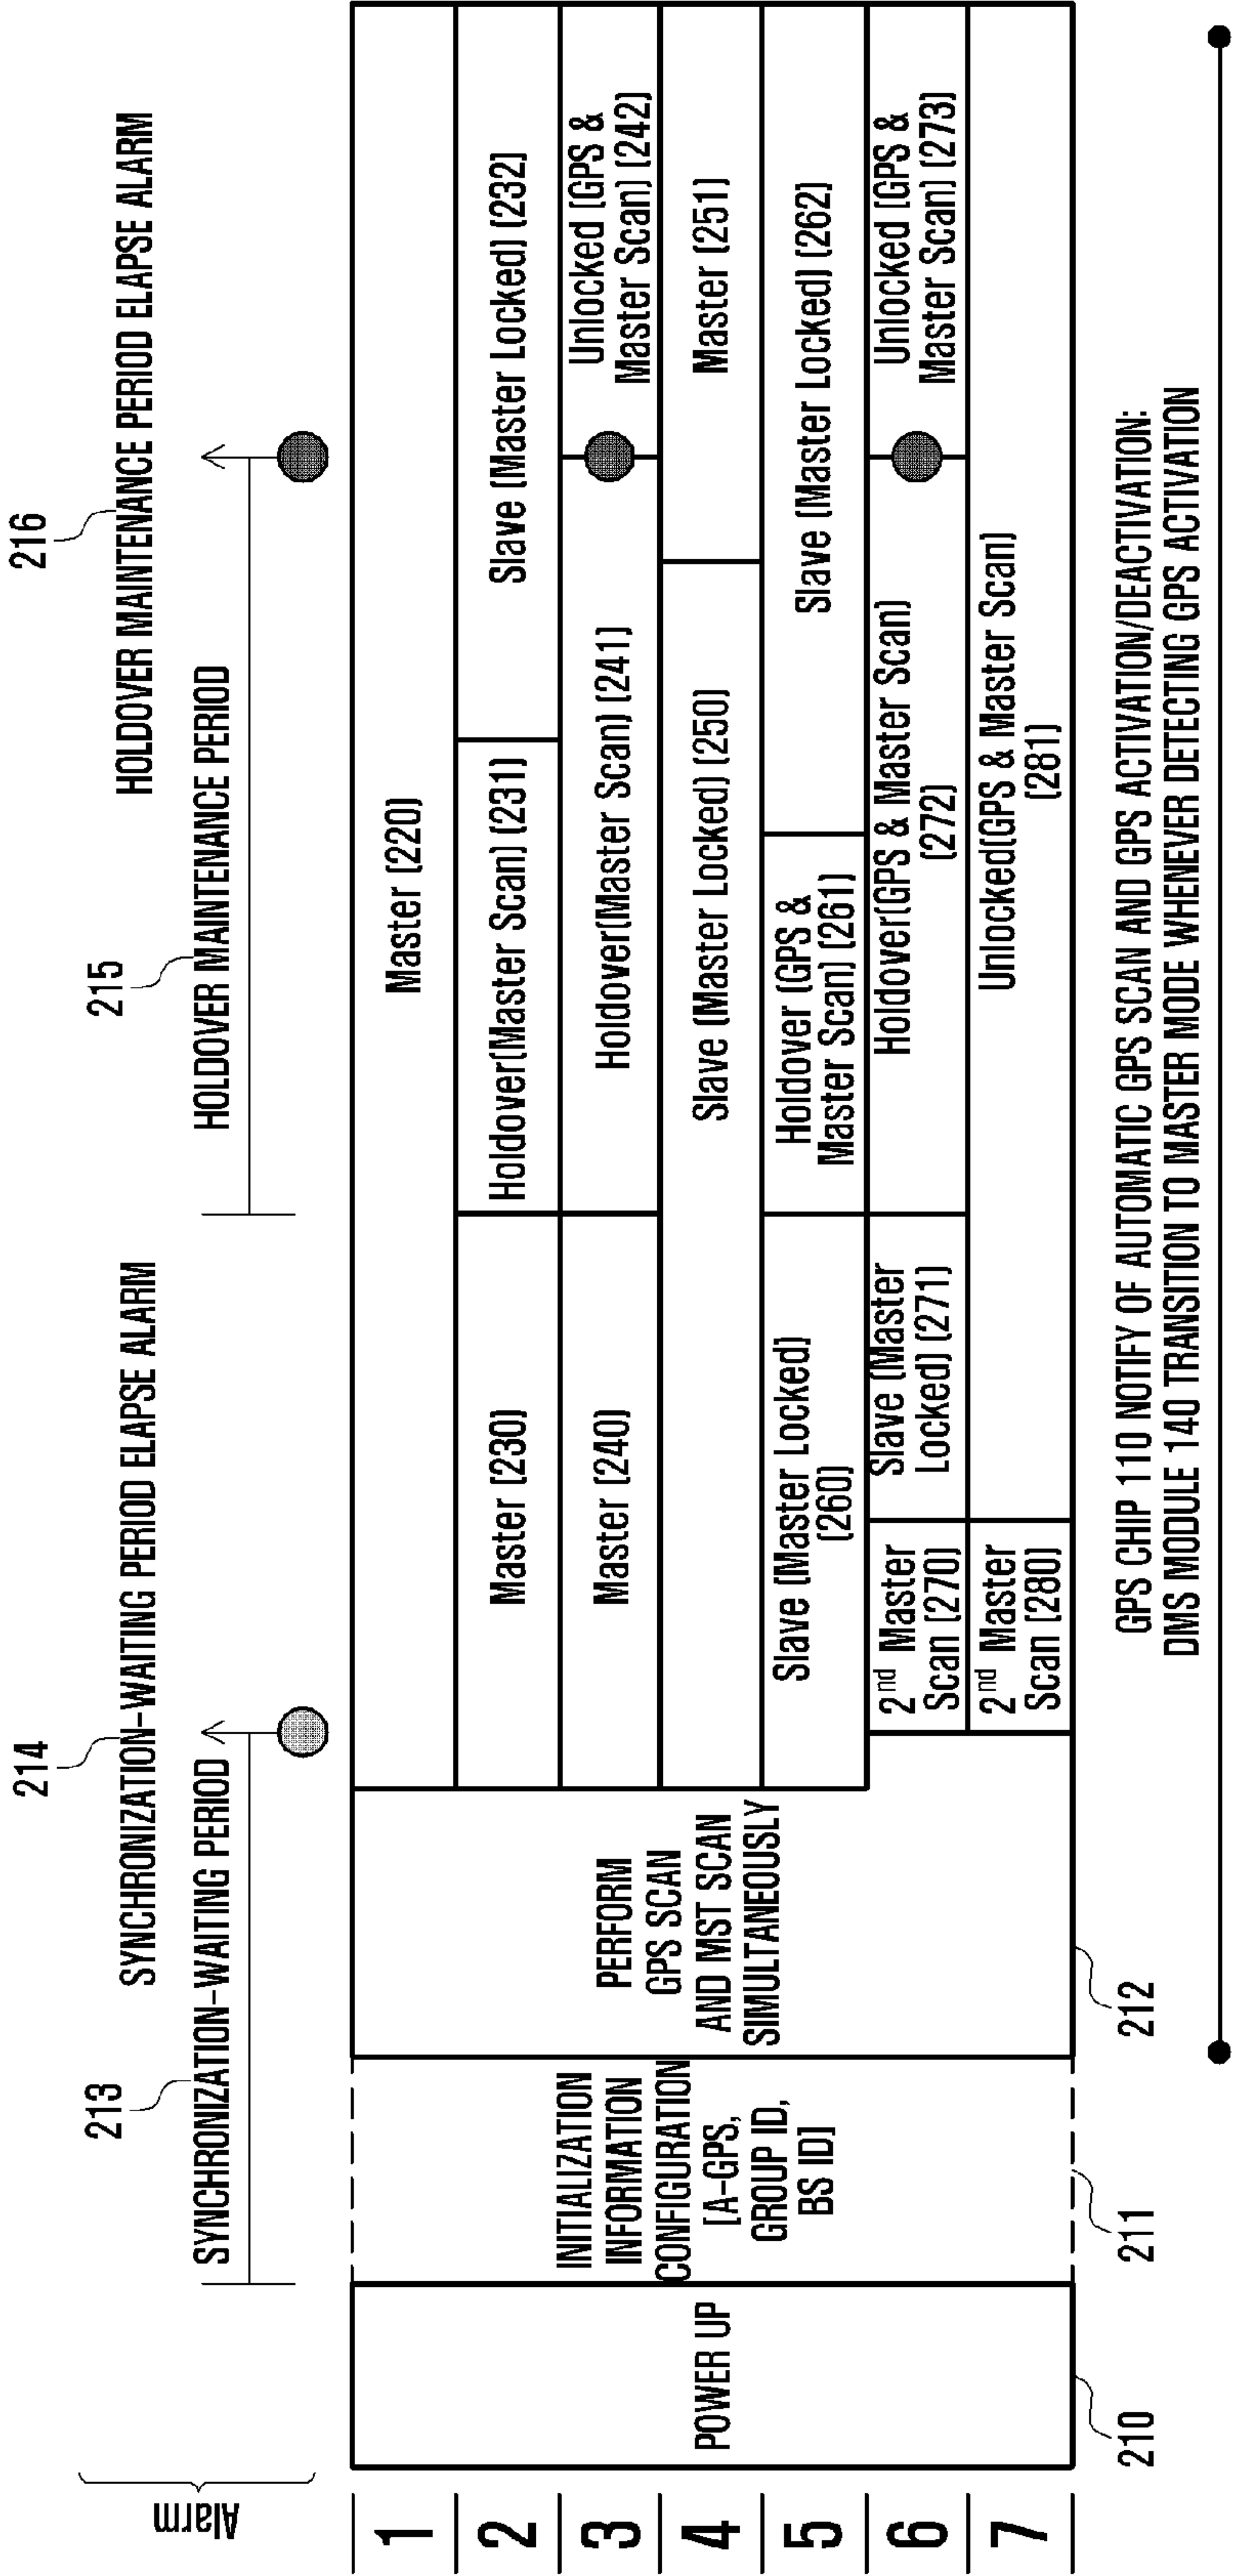 Alarm
213
SYNCHRONIZATION-WAITING PERIOD
214
SYNCHRONIZATION-WAITING PERIOD ELAPSE ALARM
215
HOLDOVER MAINTENANCE PERIOD
216
HOLDOVER MAINTENANCE PERIOD ELAPSE ALARM
1
2
3
4
5
6
7
POWER UP
210
INITIALIZATION
INFORMATION
CONFIGURATION
[A-GPS,
GROUP ID,
BS ID]
211
PERFORM
GPS SCAN
AND MST SCAN
SIMULTANEOUSLY
212
Master (220)
Master (230)
Holdover(Master Scan) (231)
Slave (Master Locked) (232)
Master (240)
Holdover(Master Scan) (241)
Unlocked (GPS &
Master Scan) (242)
Slave (Master Locked) (250)
Master (251)
Slave (Master Locked)
(260)
Holdover (GPS &
Master Scan) (261)
Slave (Master Locked) (262)
2nd Master
Scan (270)
Slave (Master
Locked) (271)
Holdover(GPS & Master Scan)
(272)
Unlocked (GPS &
Master Scan) (273)
2nd Master
Scan (280)
Unlocked(GPS & Master Scan)
(281)
GPS CHIP 110 NOTIFY OF AUTOMATIC GPS SCAN AND GPS ACTIVATION/DEACTIVATION:
DMS MODULE 140 TRANSITION TO MASTER MODE WHENEVER DETECTING GPS ACTIVATION